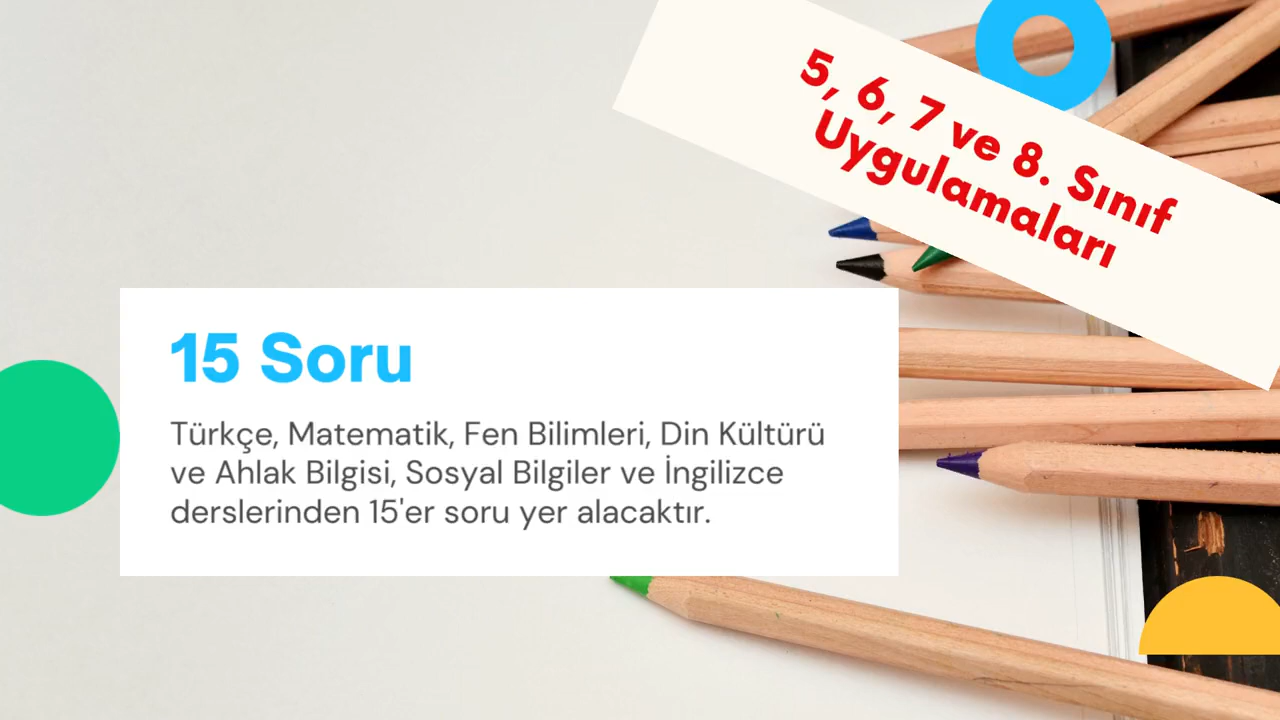 5, 6, 7 ve 8. Sınıf
Uygulamaları
15 Soru
Türkçe, Matematik, Fen Bilimleri, Din Kültürü
ve Ahlak Bilgisi, Sosyal Bilgiler ve İngilizce
derslerinden 15'er soru yer alacaktır.